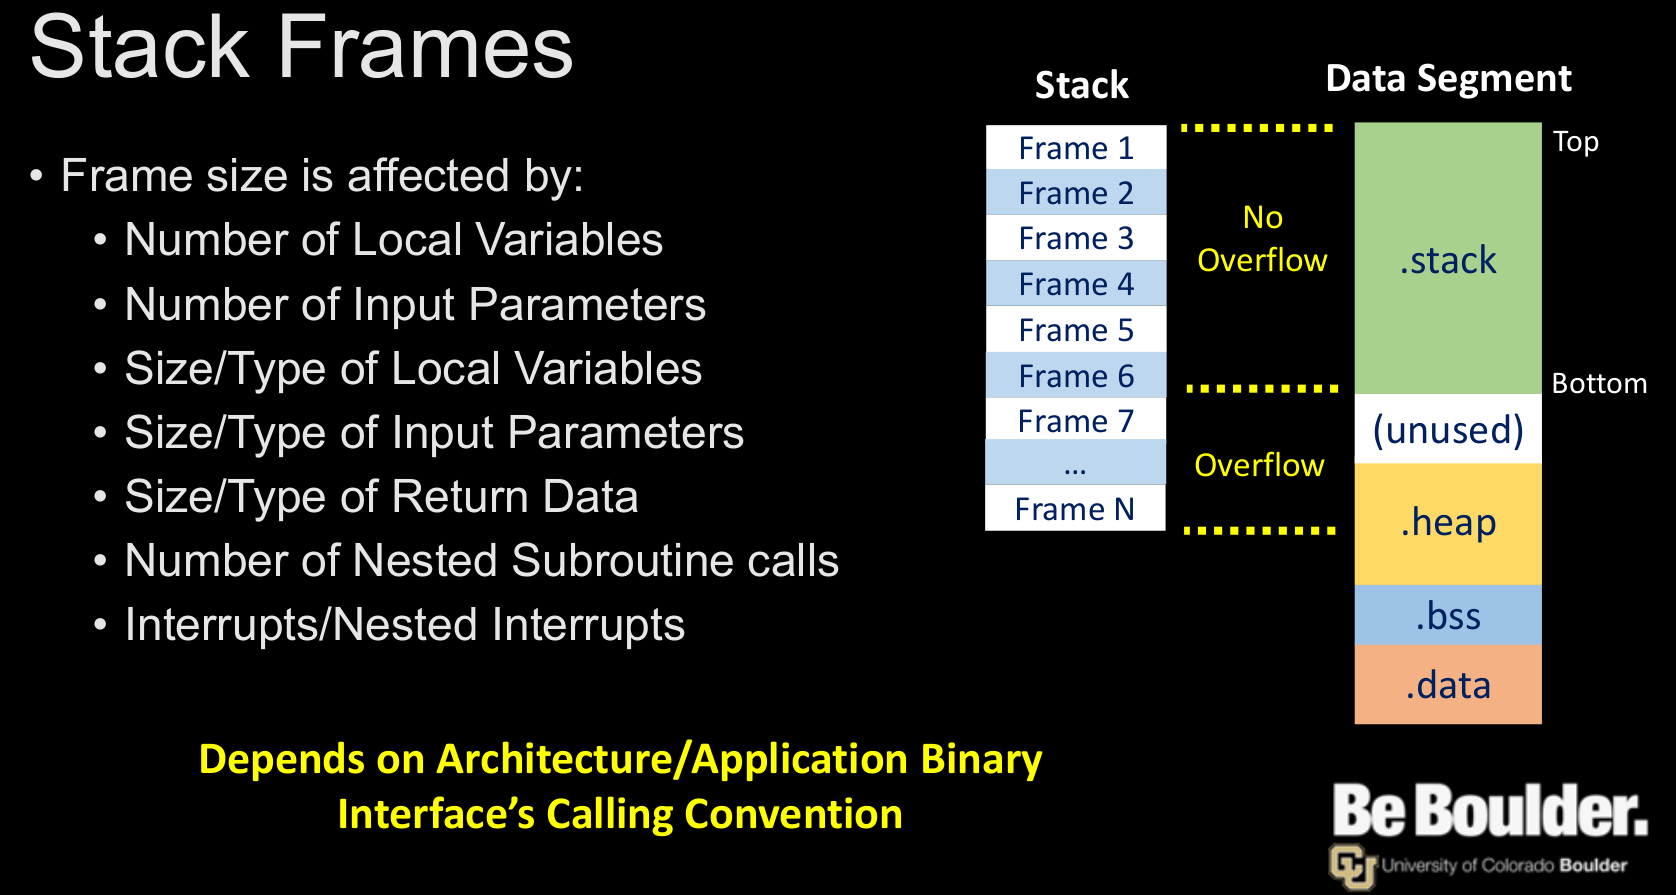 Stack Frames
• Frame size is affected by:
• Number of Local Variables
• Number of Input Parameters
• Size/Type of Local Variables
• Size/Type of Input Parameters
• Size/Type of Return Data
• Number of Nested Subroutine calls
• Interrupts/Nested Interrupts
Depends on Architecture/Application Binary
Interface’s Calling Convention
Stack
Frame 1
Frame 2
Frame 3
Frame 4
Frame 5
Frame 6
Frame 7
...
Frame N
No
Overflow
Overflow
Data Segment
Top
.stack
Bottom
(unused)
.heap
.bss
.data
Be Boulder.
CU
University of Colorado Boulder